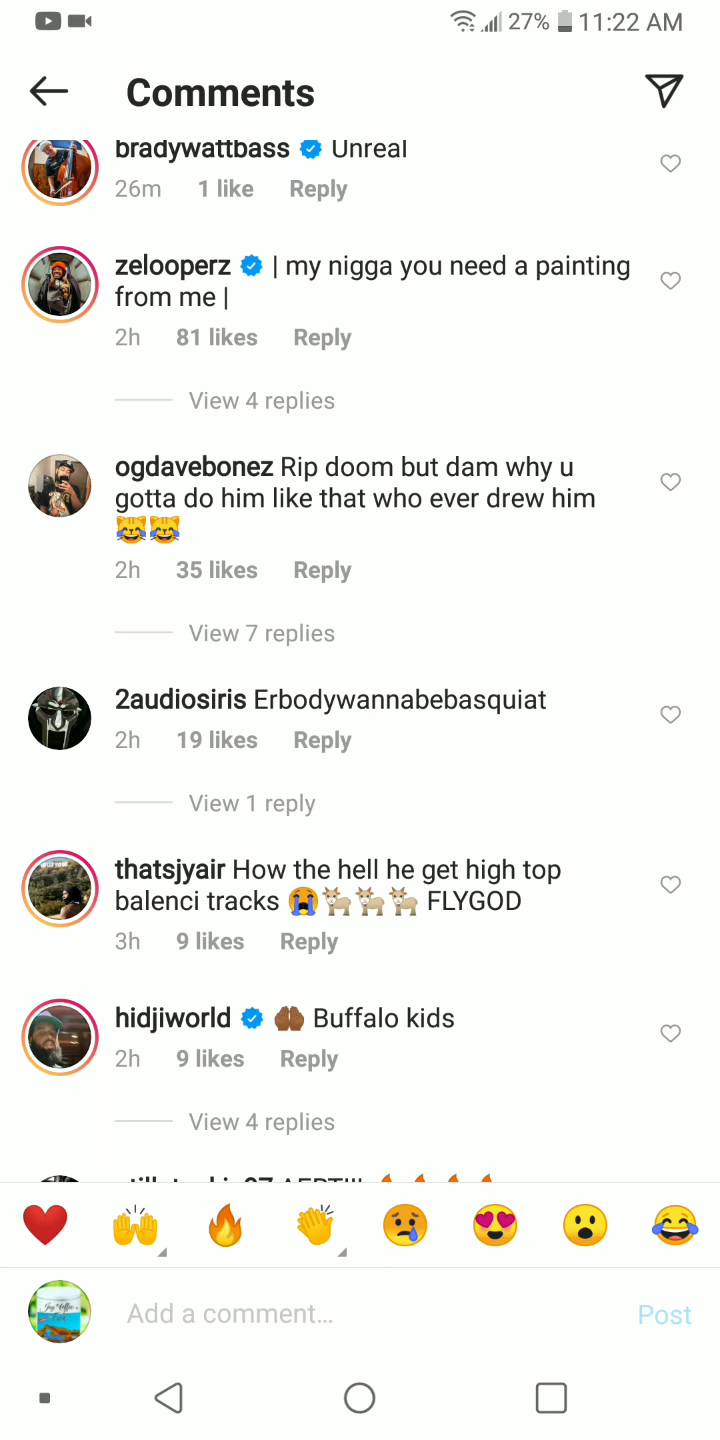 27% 11:22 AM
Comments
bradywattbass Unreal
26m 1 like Reply
zelooperz | my nigga you need a painting
from me |
2h 81 likes Reply
View 4 replies
ogdavebonez Rip doom but dam why u
gotta do him like that who ever drew him
😹😹
2h 35 likes Reply
View 7 replies
2audiosiris Erbodywannabebasquiat
2h 19 likes Reply
View 1 reply
thatsjyair How the hell he get high top
balenci tracks 😭🐐🐐🐐 FLYGOD
3h 9 likes Reply
hidjiworld 🤲🏾 Buffalo kids
2h 9 likes Reply
View 4 replies
Add a comment... Post